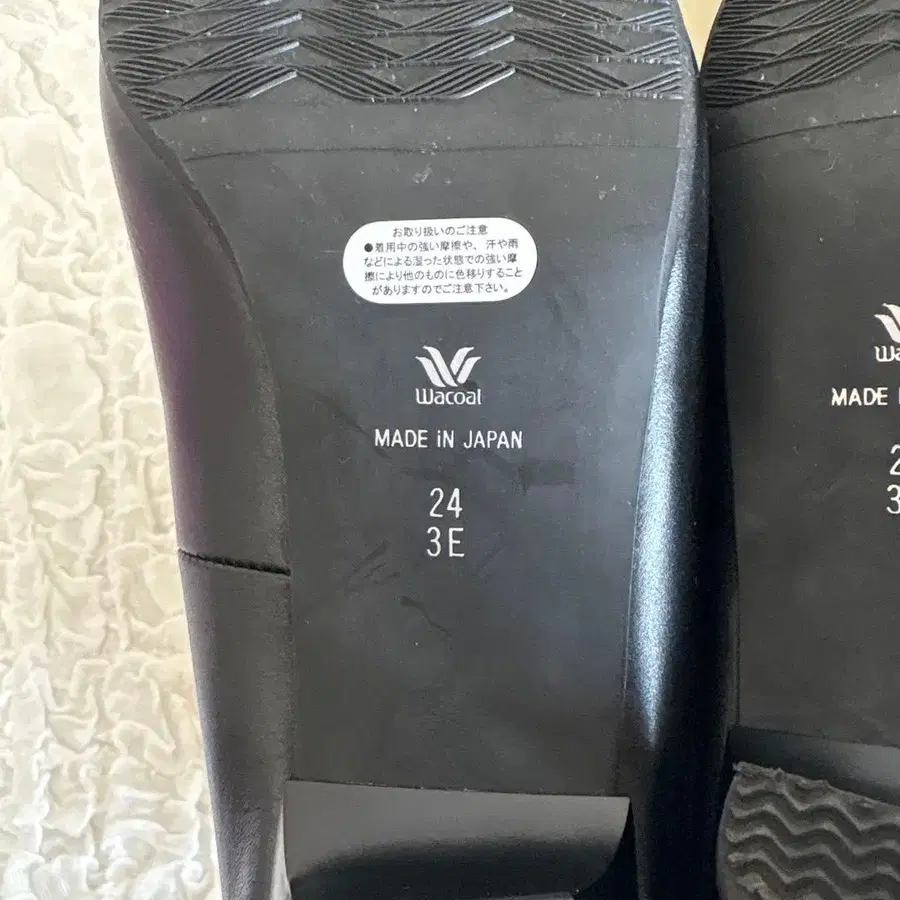 お取り扱いのご注意
●着用中の強い摩擦や、汗や雨
などによる湿った状態での強い摩
擦により他のものに色移りすること
がありますのでご注意下さい。
Wacoal
MADE iN JAPAN
24
3E
MADE